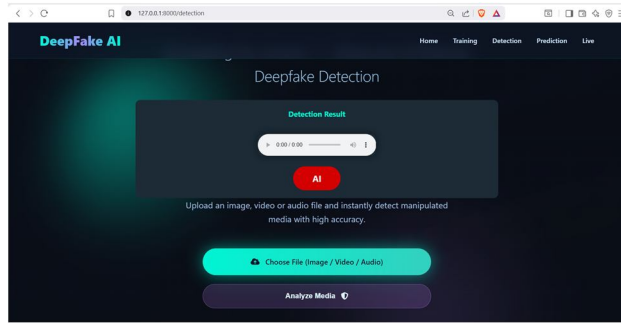 127.0.0.1:8000/detection
DeepFake AI
Home Training Detection Prediction Live
Deepfake Detection
Detection Result
0:00 / 0:00
AI
Upload an image, video or audio file and instantly detect manipulated
media with high accuracy.
Choose File (Image / Video / Audio)
Analyze Media